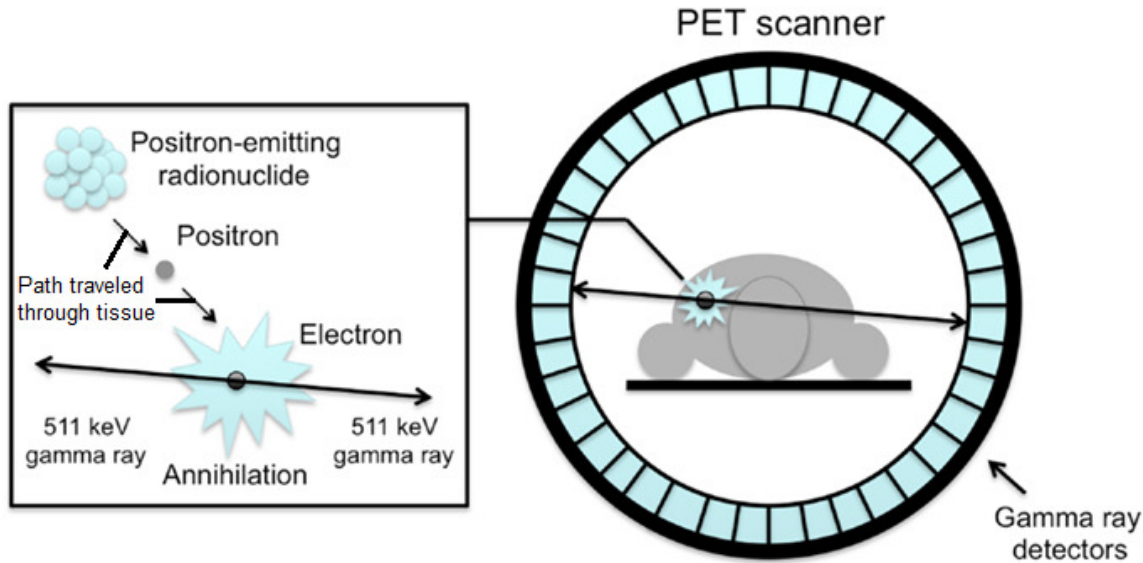 PET scanner
Positron-emitting
radionuclide
Positron
Path traveled
through tissue
Electron
511 keV
gamma ray
511 keV
gamma ray
Annihilation
Gamma ray
detectors